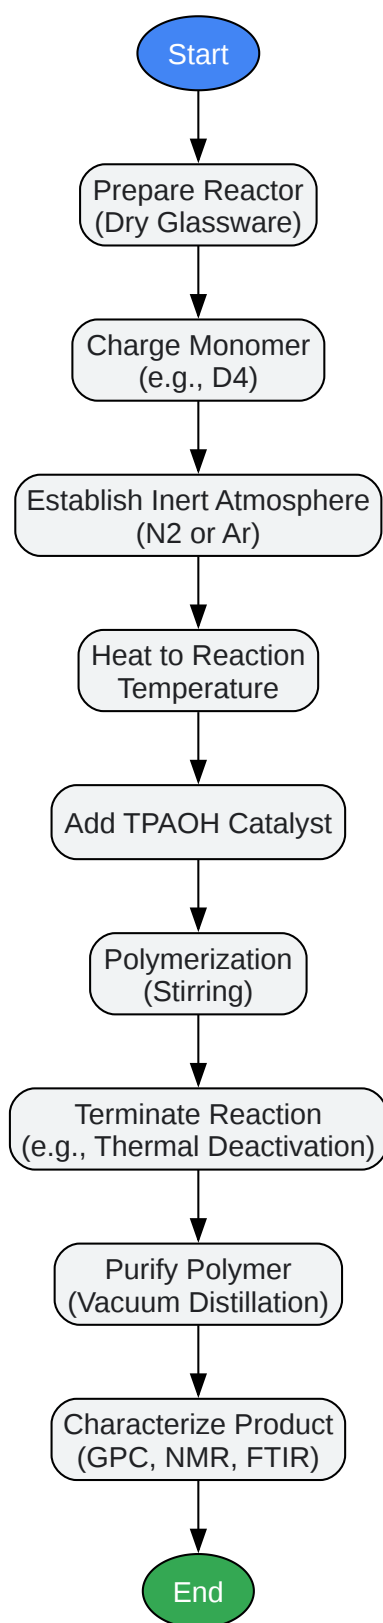 Start
Prepare Reactor
(Dry Glassware)
Charge Monomer
(e.g., D4)
Establish Inert Atmosphere
(N2 or Ar)
Heat to Reaction
Temperature
Add TPAOH Catalyst
Polymerization
(Stirring)
Terminate Reaction
(e.g., Thermal Deactivation)
Purify Polymer
(Vacuum Distillation)
Characterize Product
(GPC, NMR, FTIR)
End